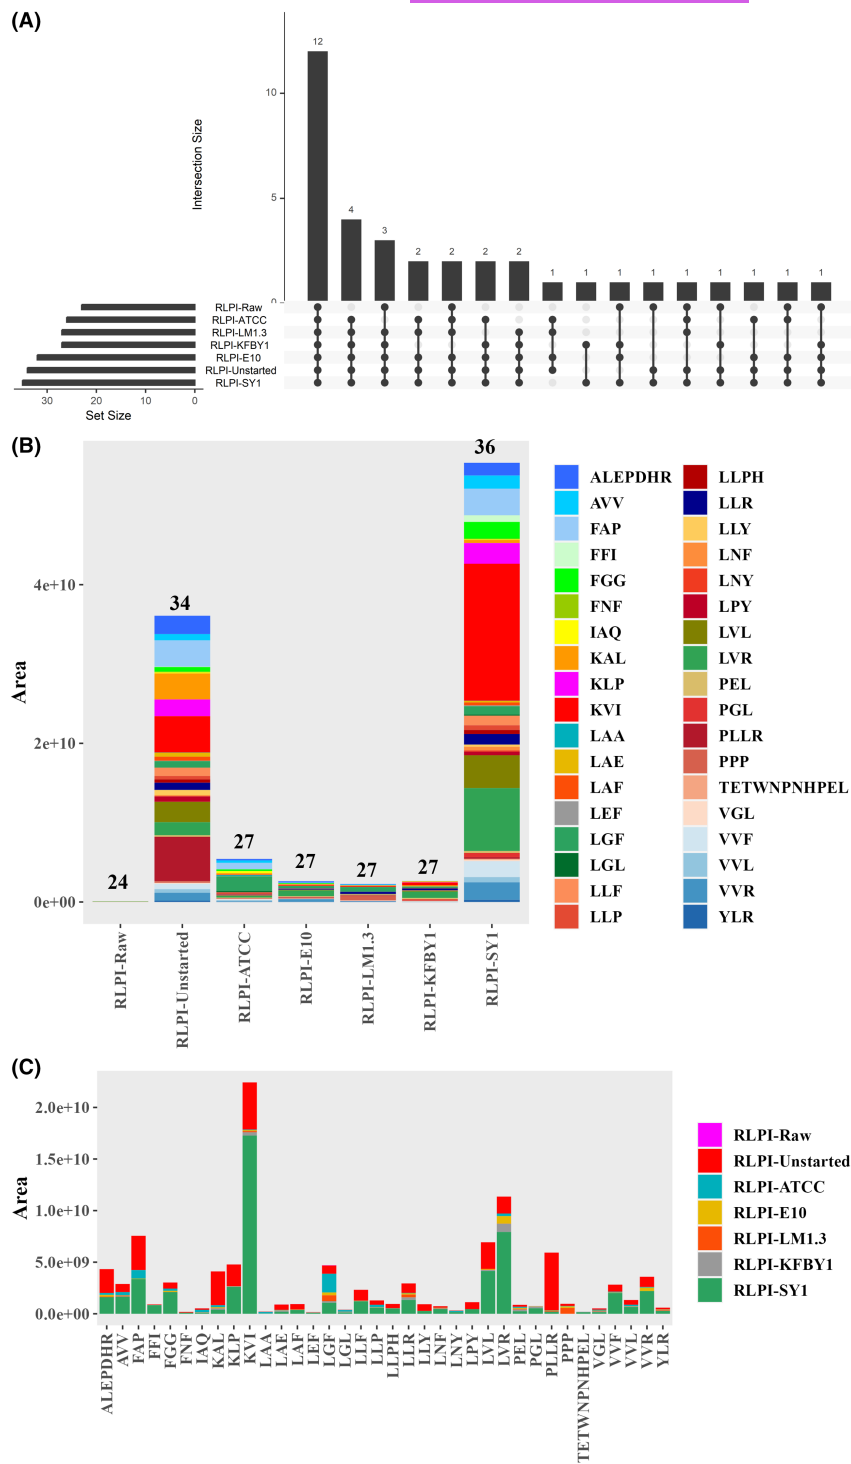 (A)
Intersection Size
12
10
4
3
5
2 2 2 2
1 1 1 1 1 1 1 1 1
0
RLPI-Raw
RLPI-ATCC
RLPI-LM1.3
RLPI-KFBY1
RLPI-E10
RLPI-Unstarted
RLPI-SY1
30 20 10 0
Set Size
(B)
Area
4e+10
2e+10
0e+00
24
34
27
27
27
27
36
RLPI-Raw
RLPI-Unstarted
RLPI-ATCC
RLPI-E10
RLPI-LM1.3
RLPI-KFBY1
RLPI-SY1
ALEPDHR
AVV
FAP
FFI
FGG
FNF
IAQ
KAL
KLP
KVI
LAA
LAE
LAF
LEF
LGF
LGL
LLF
LLP
LLPH
LLR
LLY
LNF
LNY
LPY
LVL
LVR
PEL
PGL
PLLR
PPP
TETWNPNHPEL
VGL
VVF
VVL
VVR
YLR
(C)
Area
2.0e+10
1.5e+10
1.0e+10
5.0e+09
0.0e+00
ALEPDHR
AVV
FAP
FFI
FGG
FNF
IAQ
KAL
KLP
KVI
LAA
LAE
LAF
LEF
LGF
LGL
LLF
LLP
LLPH
LLR
LLY
LNF
LNY
LPY
LVL
LVR
PEL
PGL
PLLR
PPP
TETWNPNHPEL
VGL
VVF
VVL
VVR
YLR
RLPI-Raw
RLPI-Unstarted
RLPI-ATCC
RLPI-E10
RLPI-LM1.3
RLPI-KFBY1
RLPI-SY1